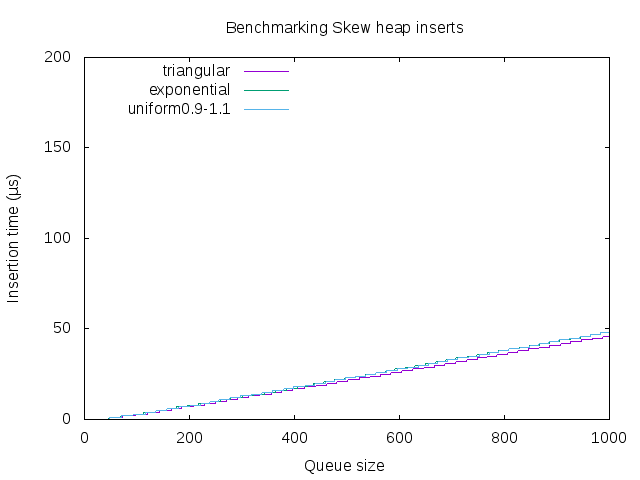 Benchmarking Skew heap inserts
triangular
exponential
uniform0.9-1.1
200
150
100
50
0
Insertion time (µs)
0 200 400 600 800 1000
Queue size